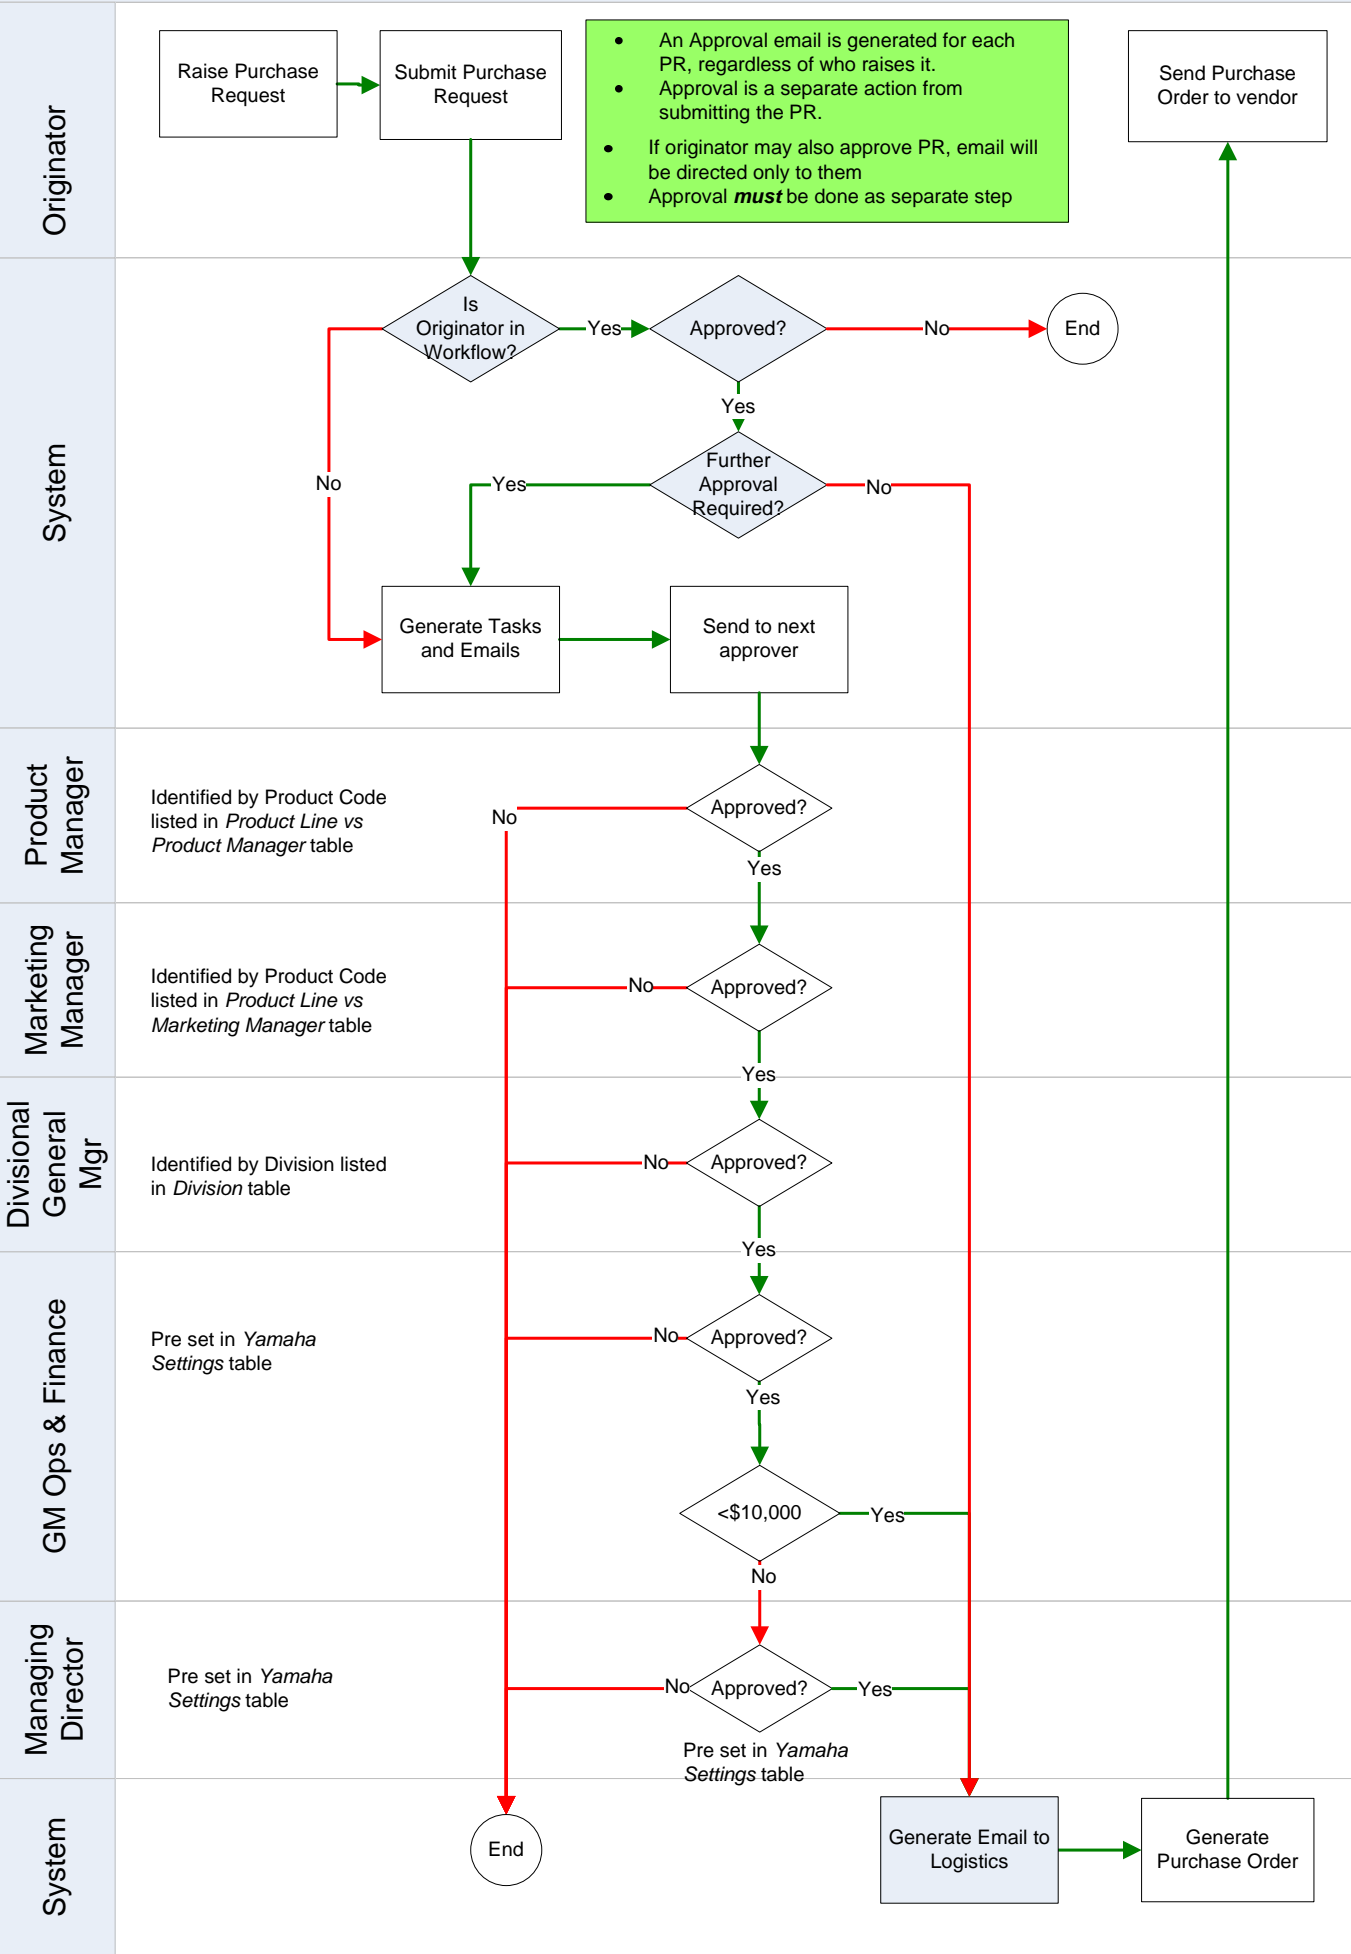 Originator
Raise Purchase
Request
Submit Purchase
Request
• An Approval email is generated for each
PR, regardless of who raises it.
• Approval is a separate action from
submitting the PR.
• If originator may also approve PR, email will
be directed only to them
• Approval must be done as separate step
Send Purchase
Order to vendor
System
Is
Originator in
Workflow?
Yes
Approved?
No
End
Yes
No
Further
Approval
Required?
Yes
No
Generate Tasks
and Emails
Send to next
approver
Product
Manager
Identified by Product Code
listed in Product Line vs
Product Manager table
No
Approved?
Yes
Marketing
Manager
Identified by Product Code
listed in Product Line vs
Marketing Manager table
No
Approved?
Yes
Divisional
General
Mgr
Identified by Division listed
in Division table
No
Approved?
Yes
GM Ops & Finance
Pre set in Yamaha
Settings table
No
Approved?
Yes
<$10,000
Yes
No
Managing
Director
Pre set in Yamaha
Settings table
No
Approved?
Yes
Pre set in Yamaha
Settings table
System
End
Generate Email to
Logistics
Generate
Purchase Order